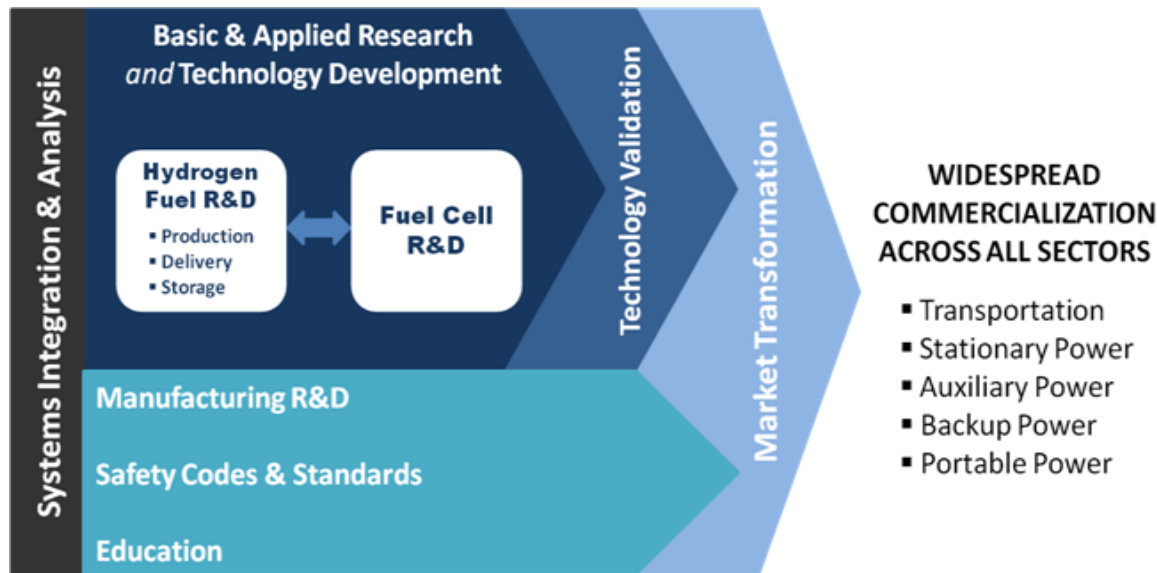 Systems Integration & Analysis
Basic & Applied Research
and Technology Development
Hydrogen
Fuel R&D
▪ Production
▪ Delivery
▪ Storage
Fuel Cell
R&D
Technology Validation
Market Transformation
Manufacturing R&D
Safety Codes & Standards
Education
WIDESPREAD
COMMERCIALIZATION
ACROSS ALL SECTORS
▪ Transportation
▪ Stationary Power
▪ Auxiliary Power
▪ Backup Power
▪ Portable Power